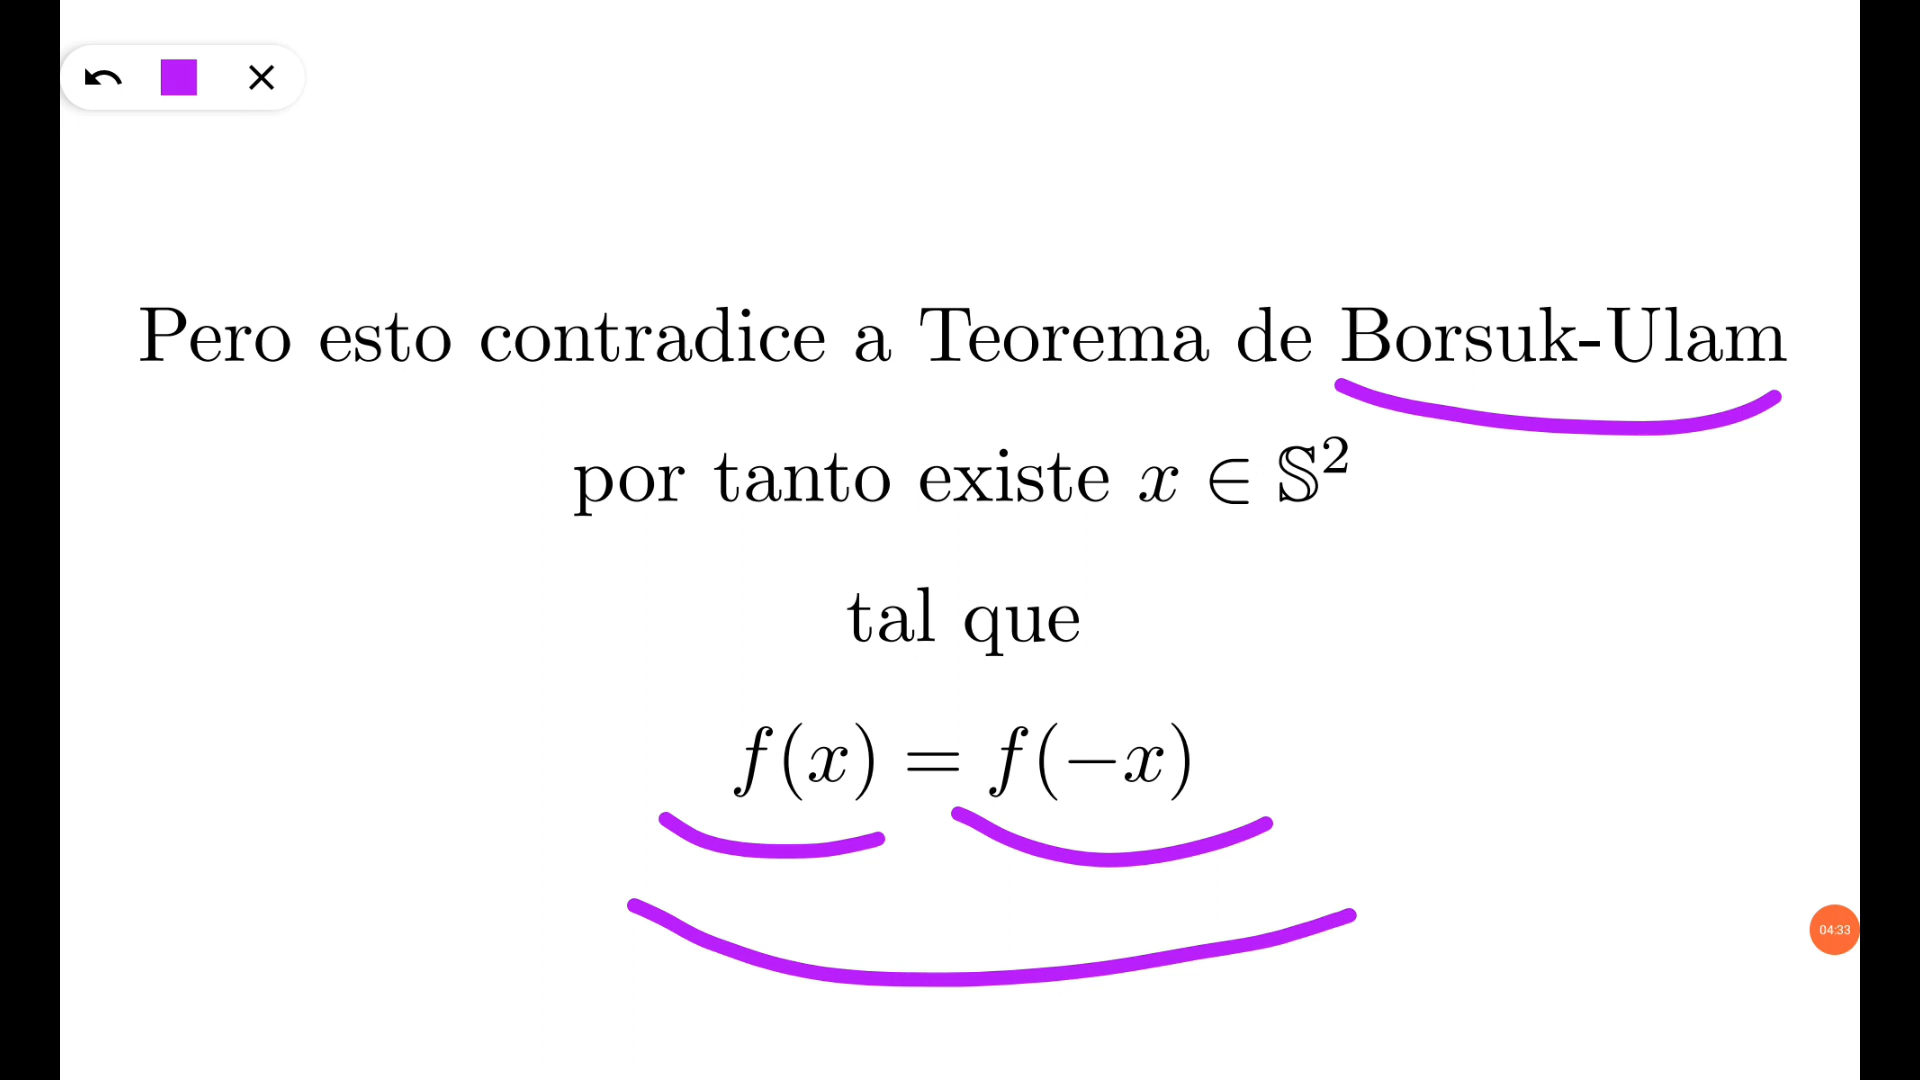 Pero esto contradice a Teorema de Borsuk-Ulam
por tanto existe x ∈ 𝕊²
tal que
f(x) = f(−x)
04:33